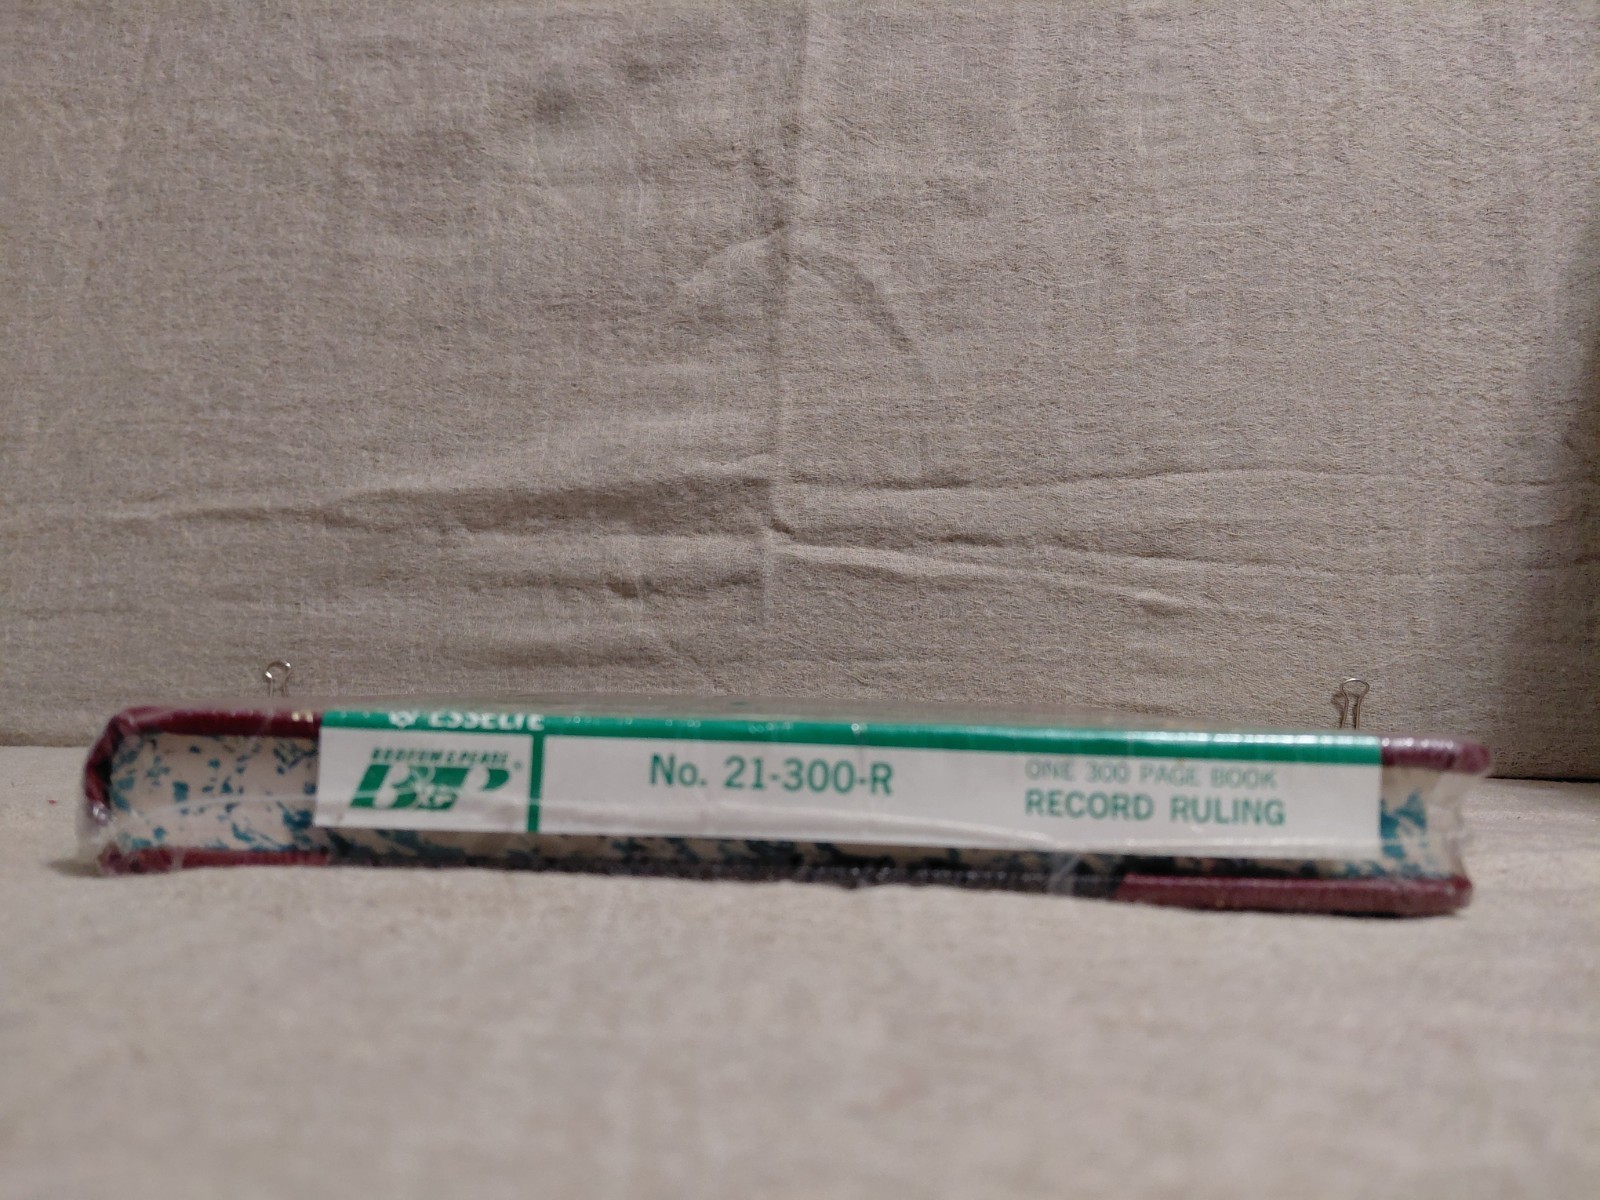 ESSELTE
BOORUM & PEASE®
B&P
No. 21-300-R
ONE 300 PAGE BOOK
RECORD RULING